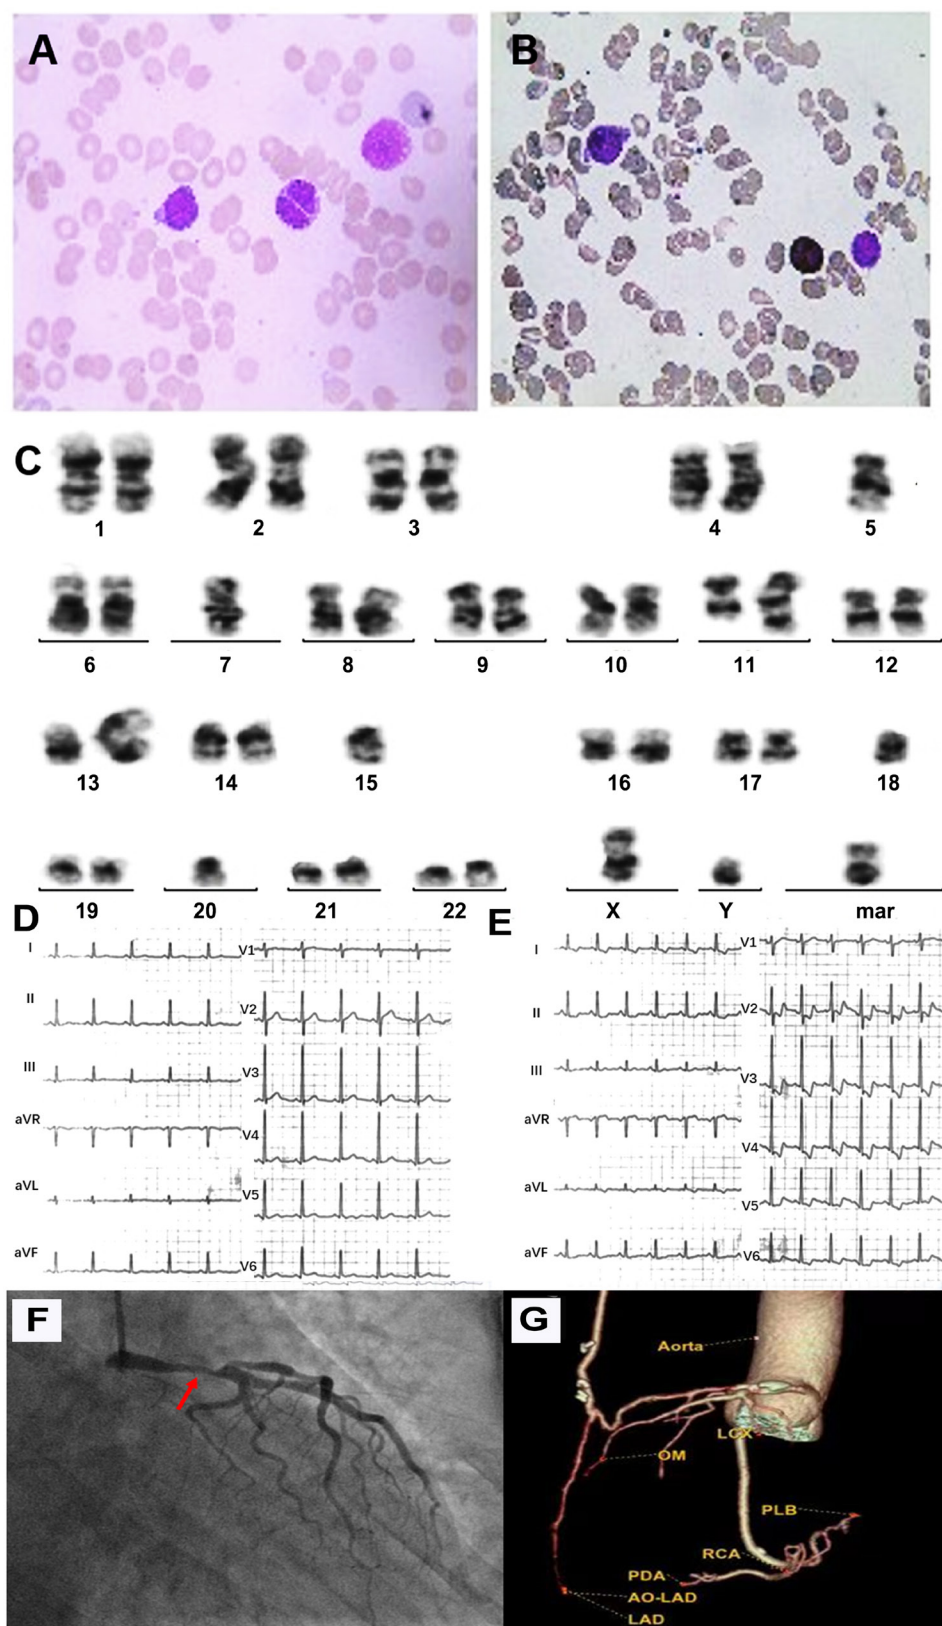 A
B
C
1 2 3 4 5
6 7 8 9 10 11 12
13 14 15 16 17 18
19 20 21 22 X Y mar
D
E
I V1
II V2
III V3
aVR V4
aVL V5
aVF V6
I V1
II V2
III V3
aVR V4
aVL V5
aVF V6
F
G
Aorta
LCX
OM
PLB
RCA
PDA
AO-LAD
LAD